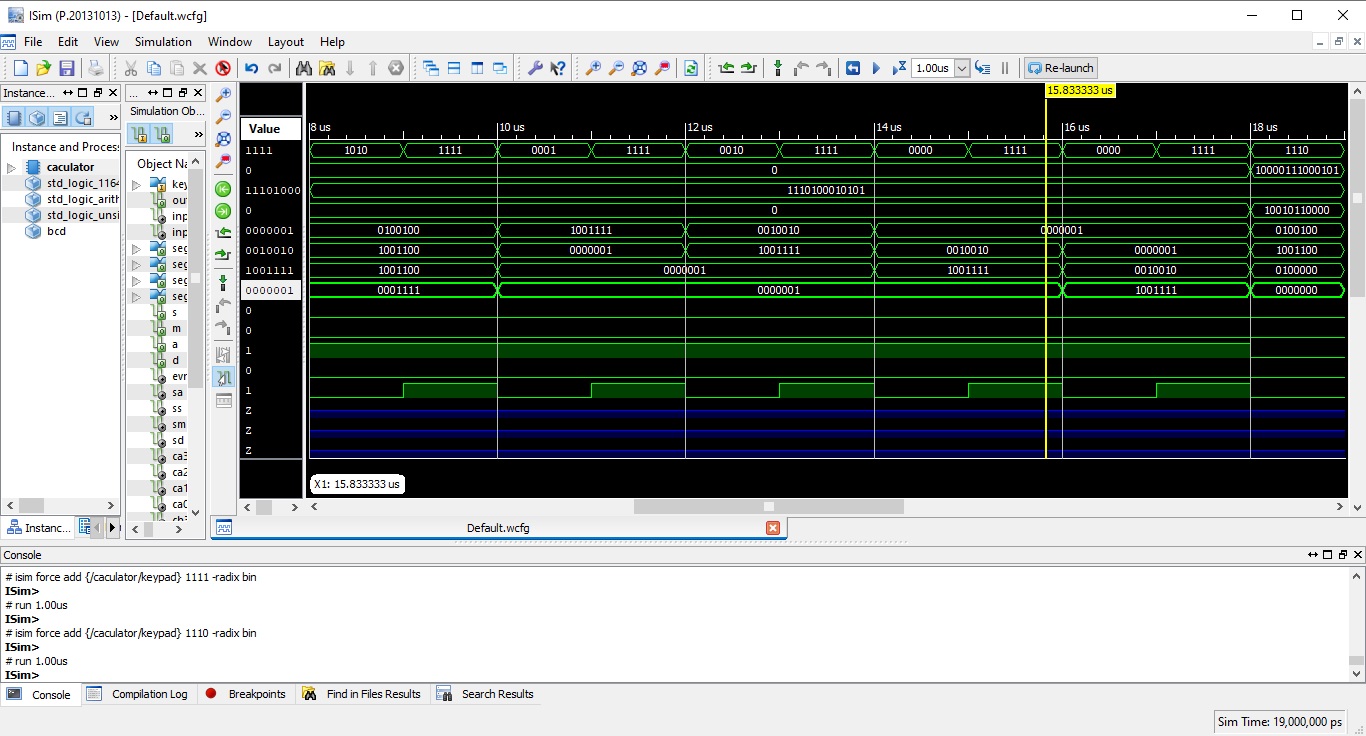 ISim (P.20131013) - [Default.wcfg]
File Edit View Simulation Window Layout Help
1.00us Re-launch
Instance...
Instance and Process
caculator
std_logic_1164
std_logic_arith
std_logic_unsi
bcd
Instanc...
...
Simulation Ob...
»
»
Object Na
key
out
inp
inp
seg
seg
seg
seg
s
m
a
d
evr
sa
ss
sm
sd
ca3
ca2
ca1
ca0
cb3
Value
1111
0
11101000
0
0000001
0010010
1001111
0000001
0
0
1
0
1
Z
Z
Z
15.833333 us
8 us 10 us 12 us 14 us 16 us 18 us
1010 1111 0001 1111 0010 1111 0000 1111 0000 1111 1110
0 10000111000101
1110100010101
0 10010110000
0100100 1001111 0010010 0000001 0100100
1001100 0000001 1001111 0010010 0000001 1001100
1001100 0000001 1001111 0010010 0100000
0001111 0000001 1001111 0000000
X1: 15.833333 us
Default.wcfg
Console
# isim force add {/caculator/keypad} 1111 -radix bin
ISim>
# run 1.00us
ISim>
# isim force add {/caculator/keypad} 1110 -radix bin
ISim>
# run 1.00us
ISim>
Console Compilation Log Breakpoints Find in Files Results Search Results
Sim Time: 19,000,000 ps